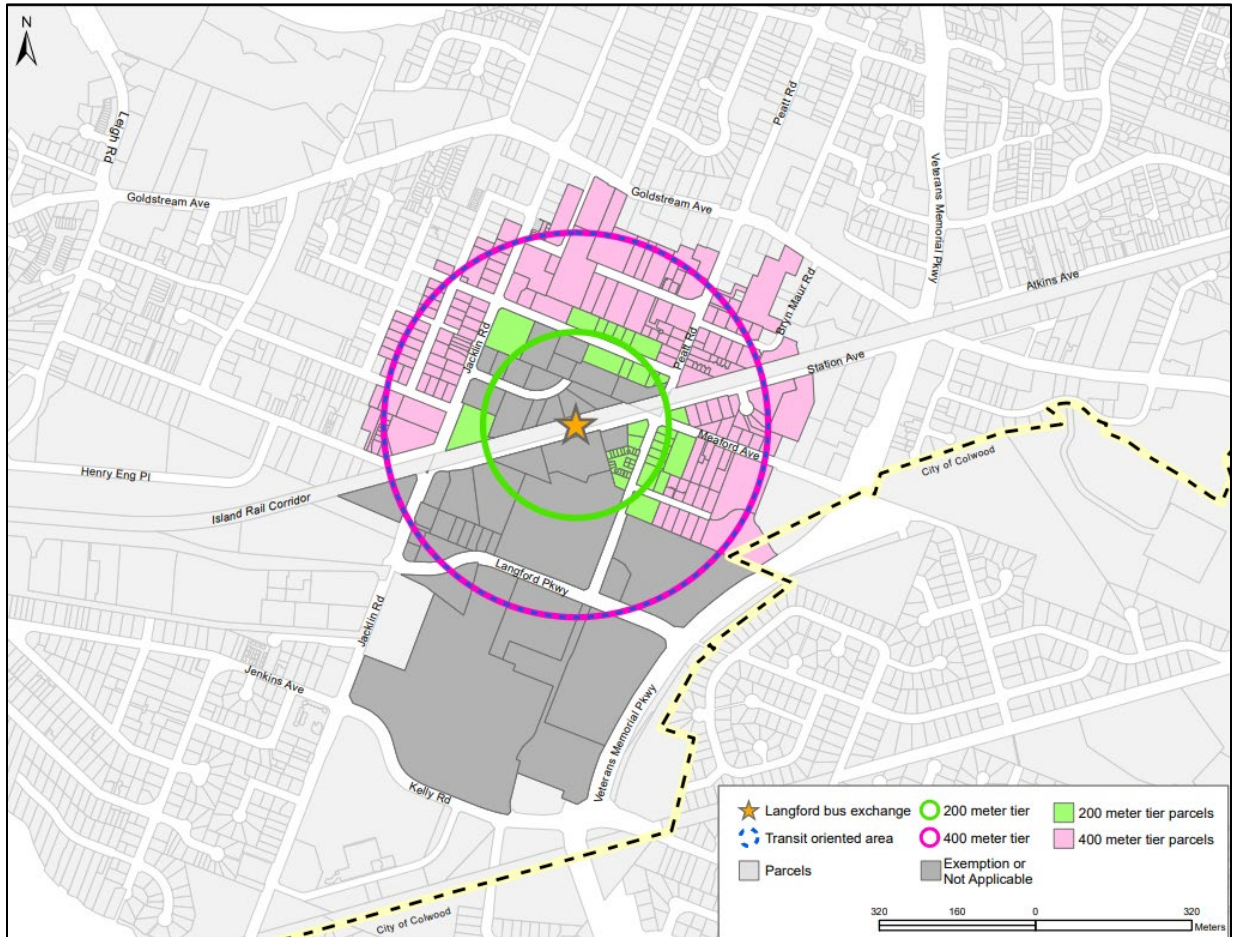 N
Leigh Rd
Peatt Rd
Goldstream Ave
Goldstream Ave
Veterans Memorial Pkwy
Atkins Ave
Bryn Maur Rd
Jacklin Rd
Peatt Rd
Station Ave
Meaford Ave
City of Colwood
Henry Eng Pl
Island Rail Corridor
Langford Pkwy
Jacklin Rd
Jenkins Ave
Veterans Memorial Pkwy
Kelly Rd
City of Colwood
Langford bus exchange
200 meter tier
200 meter tier parcels
Transit oriented area
400 meter tier
400 meter tier parcels
Parcels
Exemption or
Not Applicable
320 160 0 320
Meters